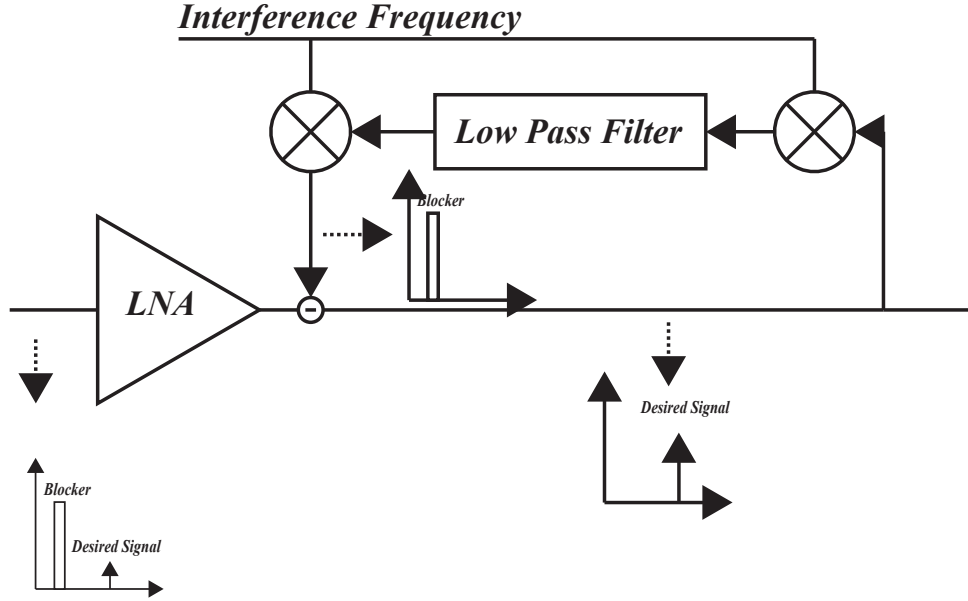 Interference Frequency
Low Pass Filter
Blocker
LNA
-
Desired Signal
Blocker
Desired Signal